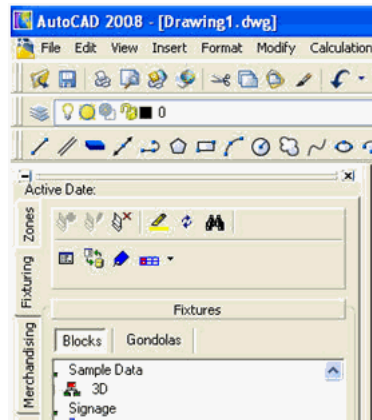 AutoCAD 2008 - [Drawing1.dwg]
File Edit View Insert Format Modify Calculation
0
Active Date:
Zones
Fixturing
Merchandising
Fixtures
Blocks Gondolas
Sample Data
3D
Signage